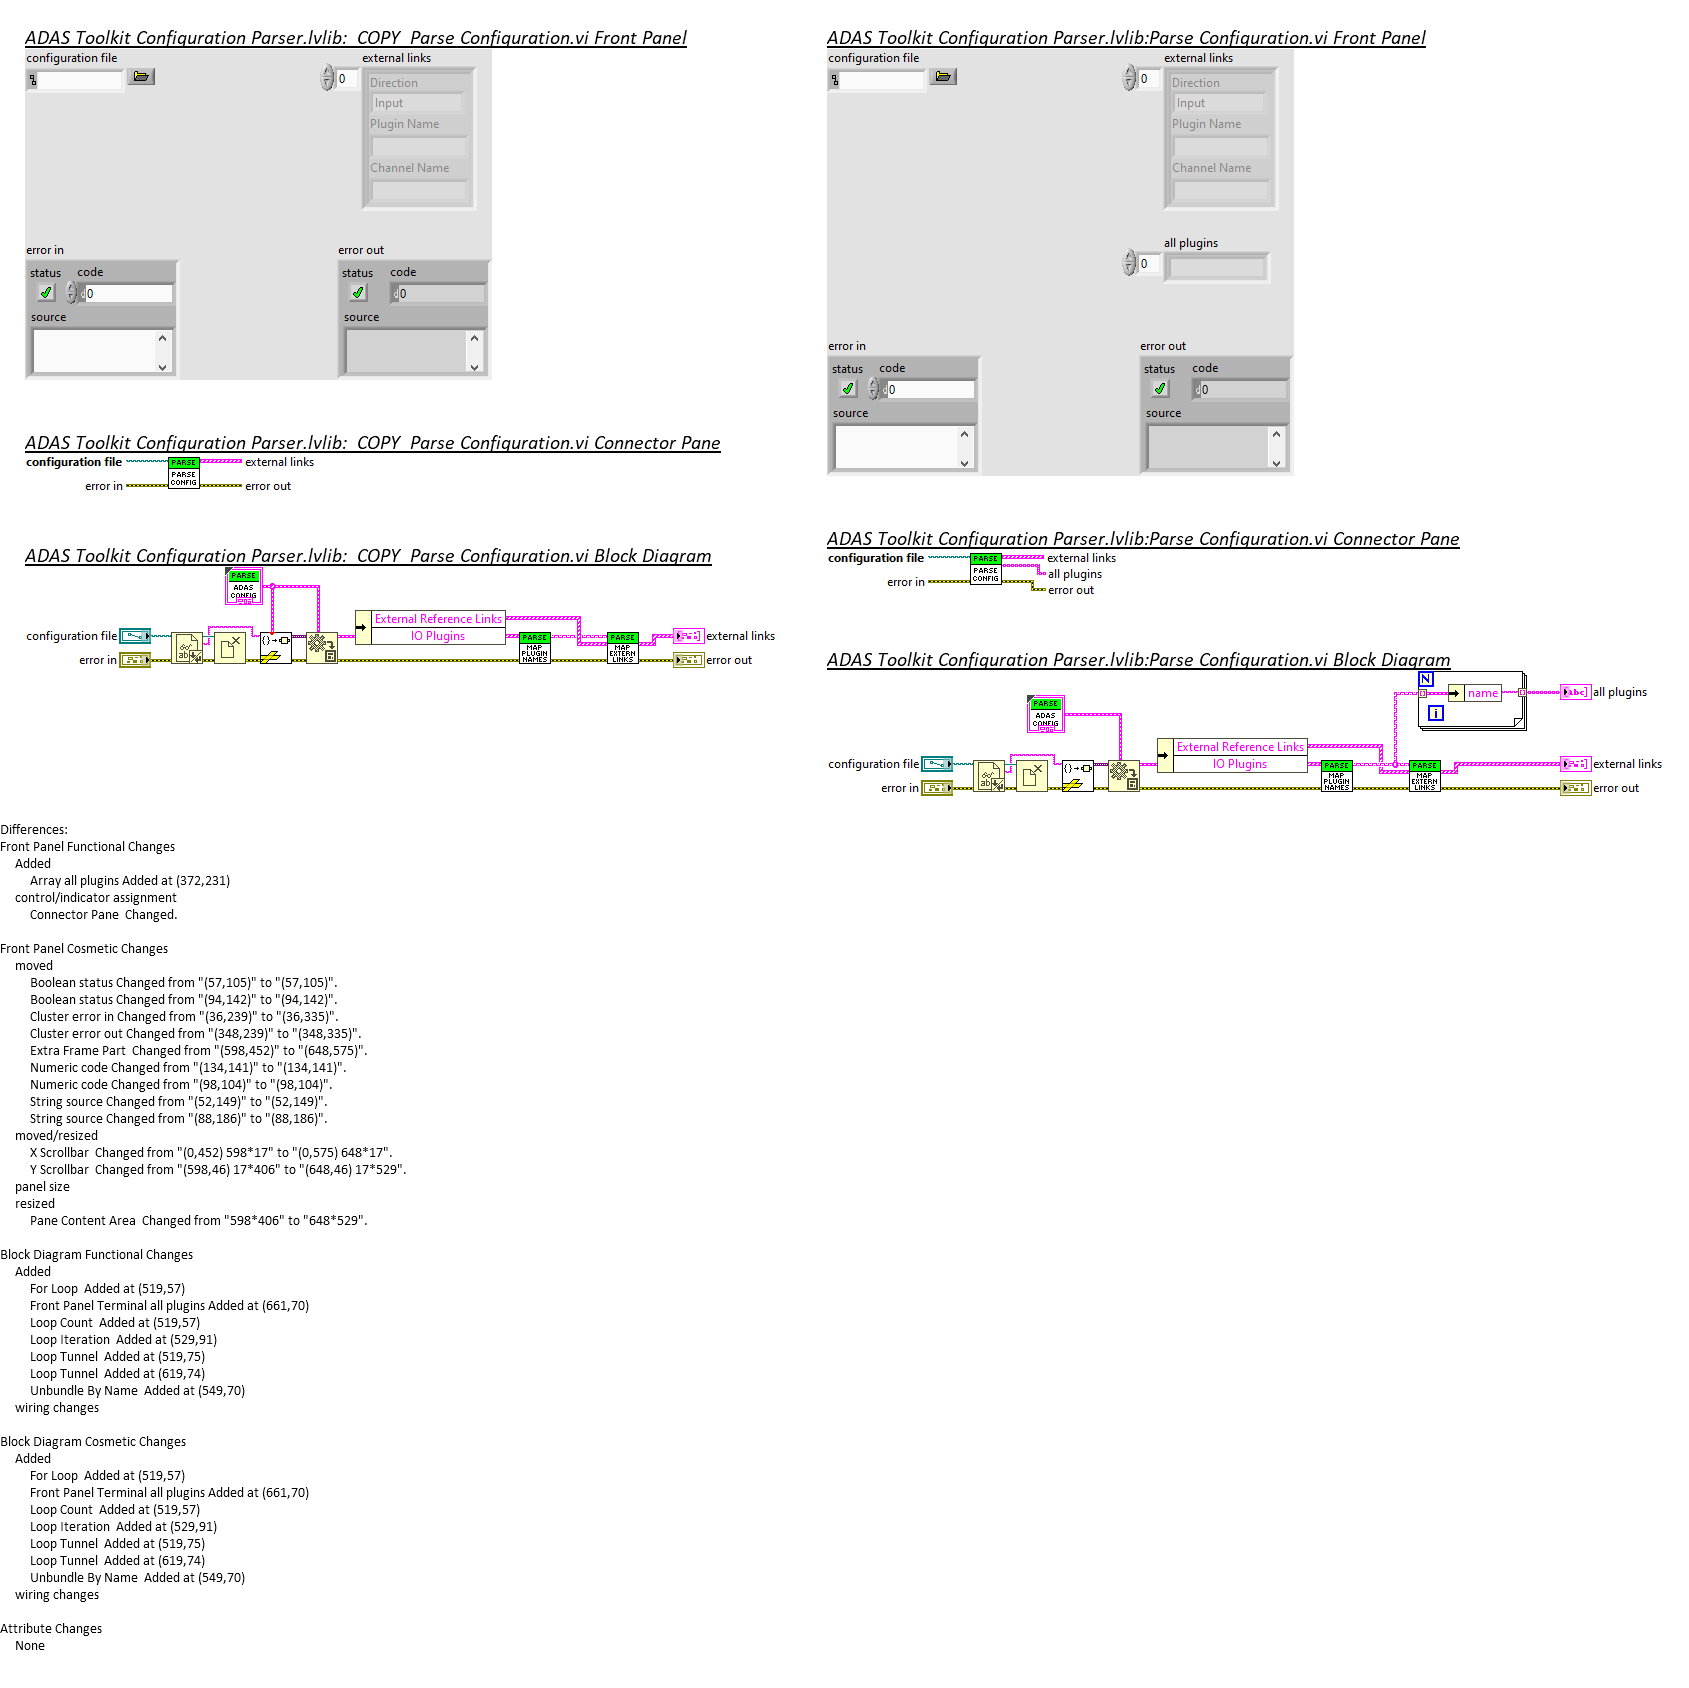 ADAS Toolkit Configuration Parser.lvlib:  COPY  Parse Configuration.vi Front Panel
configuration file
external links
0
Direction
Input
Plugin Name
Channel Name
error in
error out
status
code
0
source
status
code
0
source
ADAS Toolkit Configuration Parser.lvlib:  COPY  Parse Configuration.vi Connector Pane
configuration file
PARSE
PARSE
CONFIG
external links
error in
error out
ADAS Toolkit Configuration Parser.lvlib:  COPY  Parse Configuration.vi Block Diagram
PARSE
ADAS
CONFIG
External Reference Links
IO Plugins
configuration file
error in
PARSE
MAP
PLUGIN
NAMES
PARSE
MAP
EXTERN
LINKS
external links
error out
ADAS Toolkit Configuration Parser.lvlib:Parse Configuration.vi Front Panel
configuration file
external links
0
Direction
Input
Plugin Name
Channel Name
all plugins
0
error in
error out
status
code
0
source
status
code
0
source
ADAS Toolkit Configuration Parser.lvlib:Parse Configuration.vi Connector Pane
configuration file
PARSE
PARSE
CONFIG
external links
all plugins
error in
error out
ADAS Toolkit Configuration Parser.lvlib:Parse Configuration.vi Block Diagram
N
name
i
abc
all plugins
PARSE
ADAS
CONFIG
External Reference Links
IO Plugins
configuration file
error in
PARSE
MAP
PLUGIN
NAMES
PARSE
MAP
EXTERN
LINKS
external links
error out
Differences:
Front Panel Functional Changes
Added
Array all plugins Added at (372,231)
control/indicator assignment
Connector Pane  Changed.
Front Panel Cosmetic Changes
moved
Boolean status Changed from "(57,105)" to "(57,105)".
Boolean status Changed from "(94,142)" to "(94,142)".
Cluster error in Changed from "(36,239)" to "(36,335)".
Cluster error out Changed from "(348,239)" to "(348,335)".
Extra Frame Part  Changed from "(598,452)" to "(648,575)".
Numeric code Changed from "(134,141)" to "(134,141)".
Numeric code Changed from "(98,104)" to "(98,104)".
String source Changed from "(52,149)" to "(52,149)".
String source Changed from "(88,186)" to "(88,186)".
moved/resized
X Scrollbar  Changed from "(0,452) 598*17" to "(0,575) 648*17".
Y Scrollbar  Changed from "(598,46) 17*406" to "(648,46) 17*529".
panel size
resized
Pane Content Area  Changed from "598*406" to "648*529".
Block Diagram Functional Changes
Added
For Loop  Added at (519,57)
Front Panel Terminal all plugins Added at (661,70)
Loop Count  Added at (519,57)
Loop Iteration  Added at (529,91)
Loop Tunnel  Added at (519,75)
Loop Tunnel  Added at (619,74)
Unbundle By Name  Added at (549,70)
wiring changes
Block Diagram Cosmetic Changes
Added
For Loop  Added at (519,57)
Front Panel Terminal all plugins Added at (661,70)
Loop Count  Added at (519,57)
Loop Iteration  Added at (529,91)
Loop Tunnel  Added at (519,75)
Loop Tunnel  Added at (619,74)
Unbundle By Name  Added at (549,70)
wiring changes
Attribute Changes
None